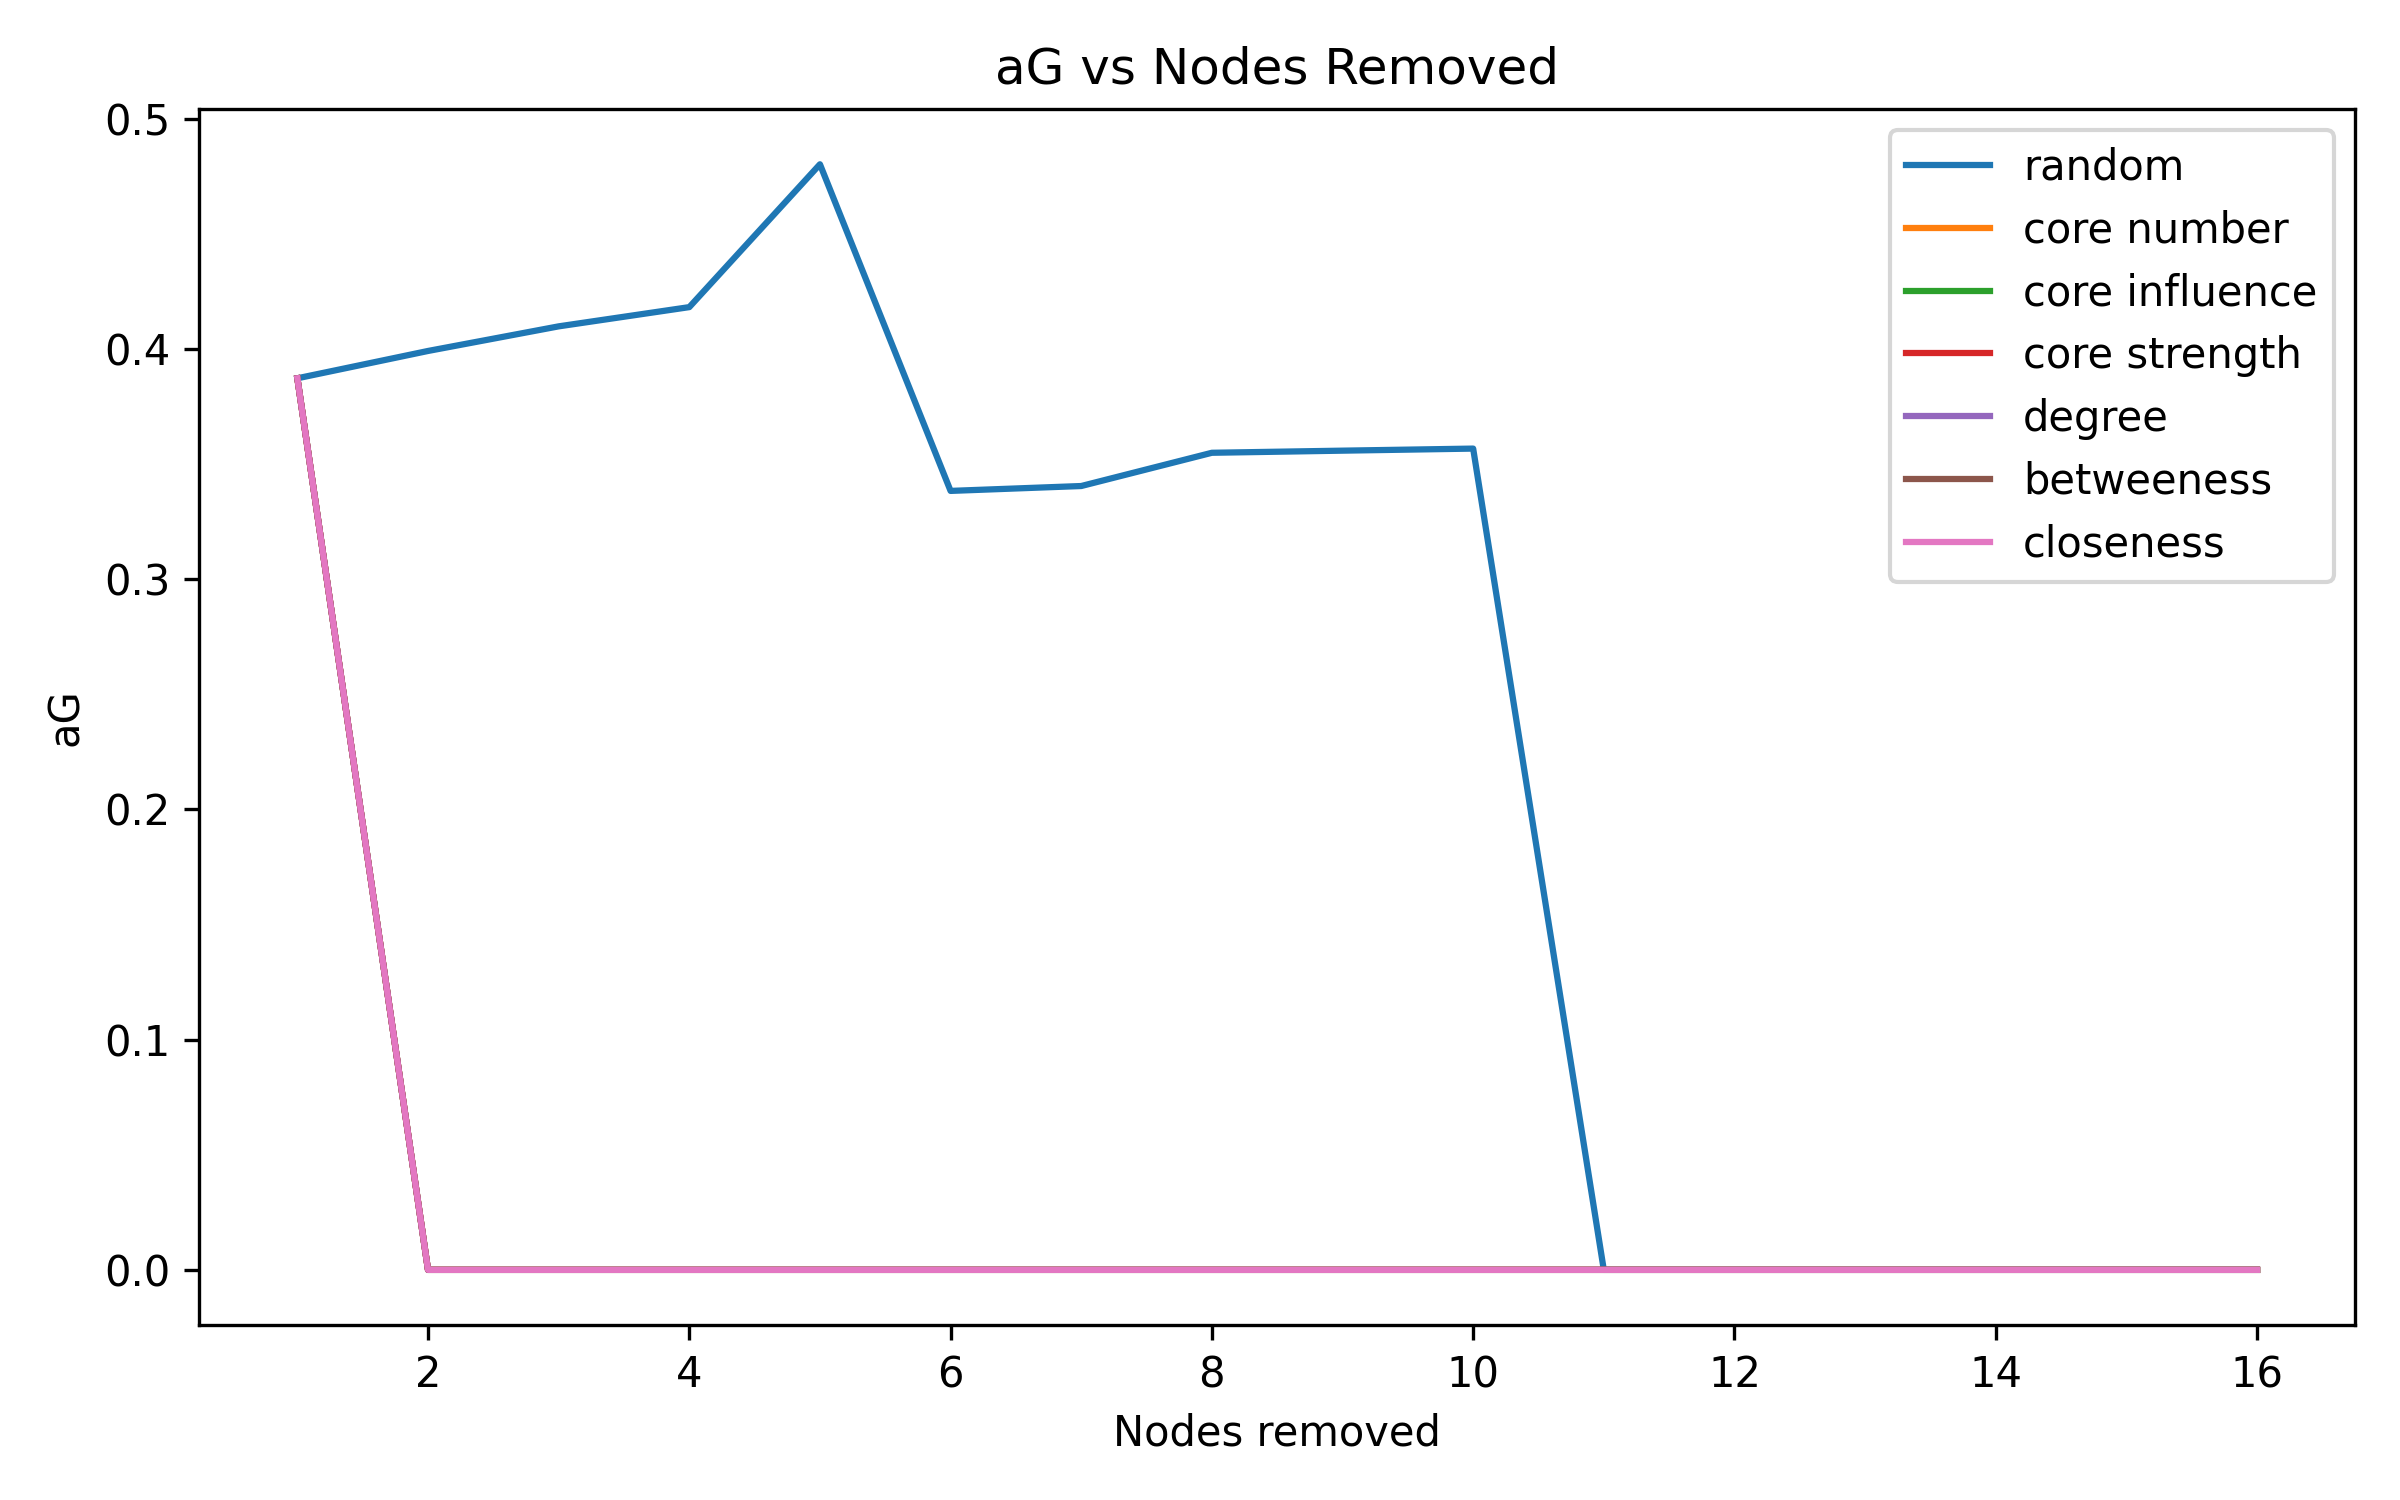 aG vs Nodes Removed
0.5
0.4
0.3
0.2
0.1
0.0
aG
random
core number
core influence
core strength
degree
betweeness
closeness
2 4 6 8 10 12 14 16
Nodes removed